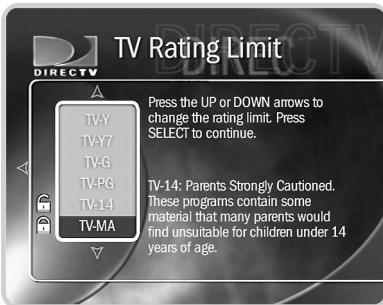 TV Rating Limit
DIRECTV
DIRECTV
Press the UP or DOWN arrows to
change the rating limit. Press
SELECT to continue.
TV-Y
TV-Y7
TV-G
TV-PG
TV-14
TV-MA
TV-14: Parents Strongly Cautioned.
These programs contain some
material that many parents would
find unsuitable for children under 14
years of age.